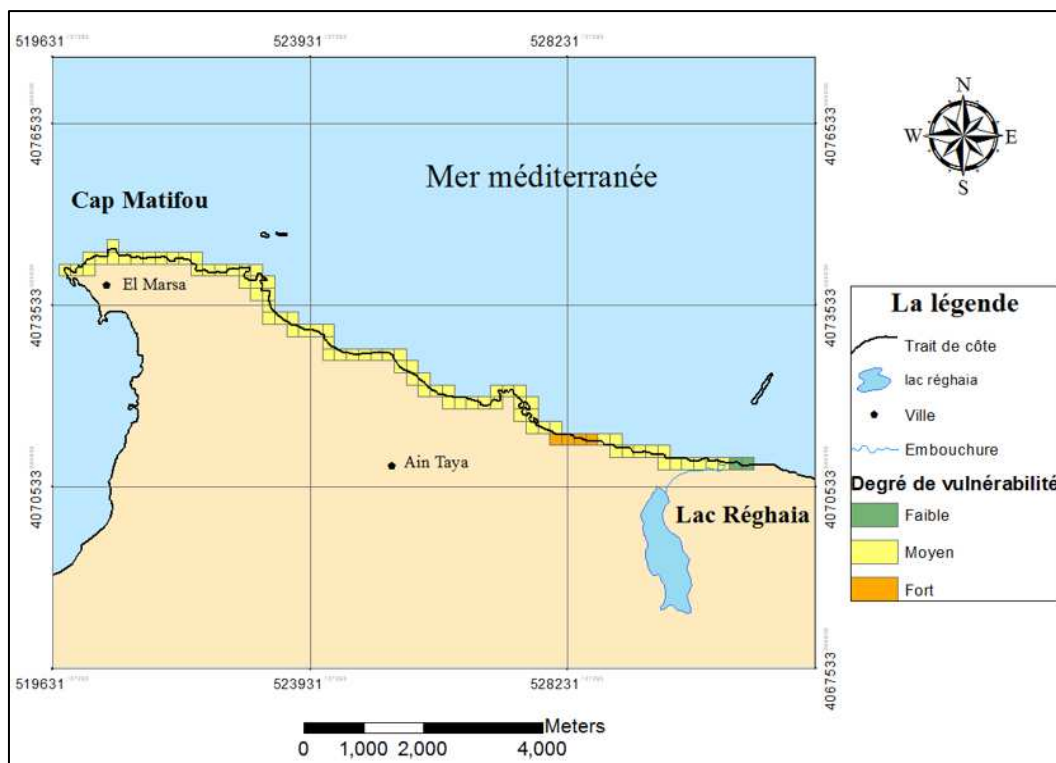 519631 523931 528231
4076533 4076533
N
W E
S
Mer méditerranée
Cap Matifou
El Marsa
4073533 4073533
La légende
Trait de côte
lac réghaia
Ville
Embouchure
Ain Taya
4070533 4070533
Lac Réghaia
Degré de vulnérabilité
Faible
Moyen
Fort
4067533
519631 523931 528231
Meters
0 1,000 2,000 4,000